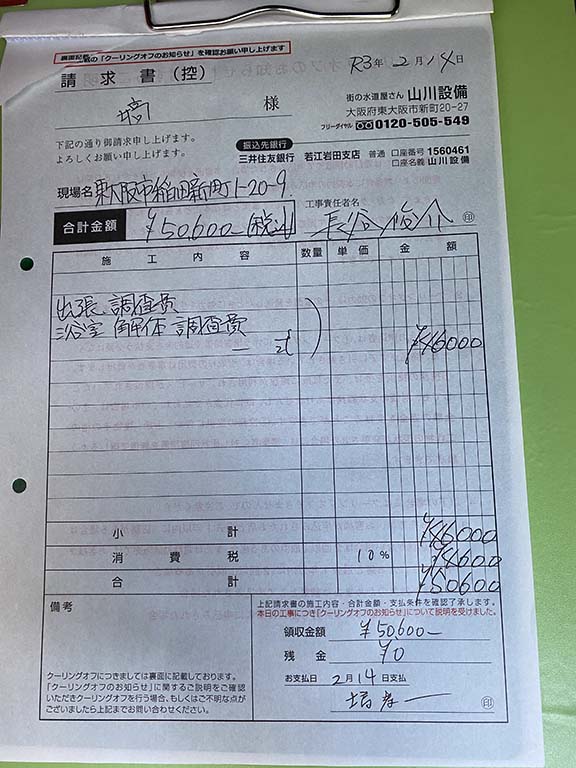 裏面記載の「クーリングオフのお知らせ」を確認お願い申し上げます
R3年2月14日
請求書(控)
様
街の水道屋さん 山川設備
大阪府東大阪市新町20-27
フリーダイヤル 0120-505-549
下記の通り御請求申し上げます。
よろしくお願い申し上げます。
振込先銀行
三井住友銀行 若江岩田支店 普通 口座番号 1560461
口座名義 山川設備
現場名 東大阪市稲田新町1-20-9
工事責任者名
合計金額 ¥50,600-(税込)
長谷 俊介 印
施工内容 数量 単価 金額
出張、調査費
浴室 解体 調査費
一式
¥46000
小計 ¥46000
消費税 10% ¥4600
合計 ¥50600
備考
上記請求書の施工内容・合計金額・支払条件を確認了承します。
本日の工事につき「クーリングオフのお知らせ」について説明を受けました。
領収金額 ¥50600-
残金 ¥0
お支払日 2月14日支払
印
クーリングオフにつきましては裏面に記載しております。
「クーリングオフのお知らせ」に関するご説明をご確認
いただきクーリングオフを行う場合、もしくはご不明な点が
ございましたら上記までお問い合わせください。